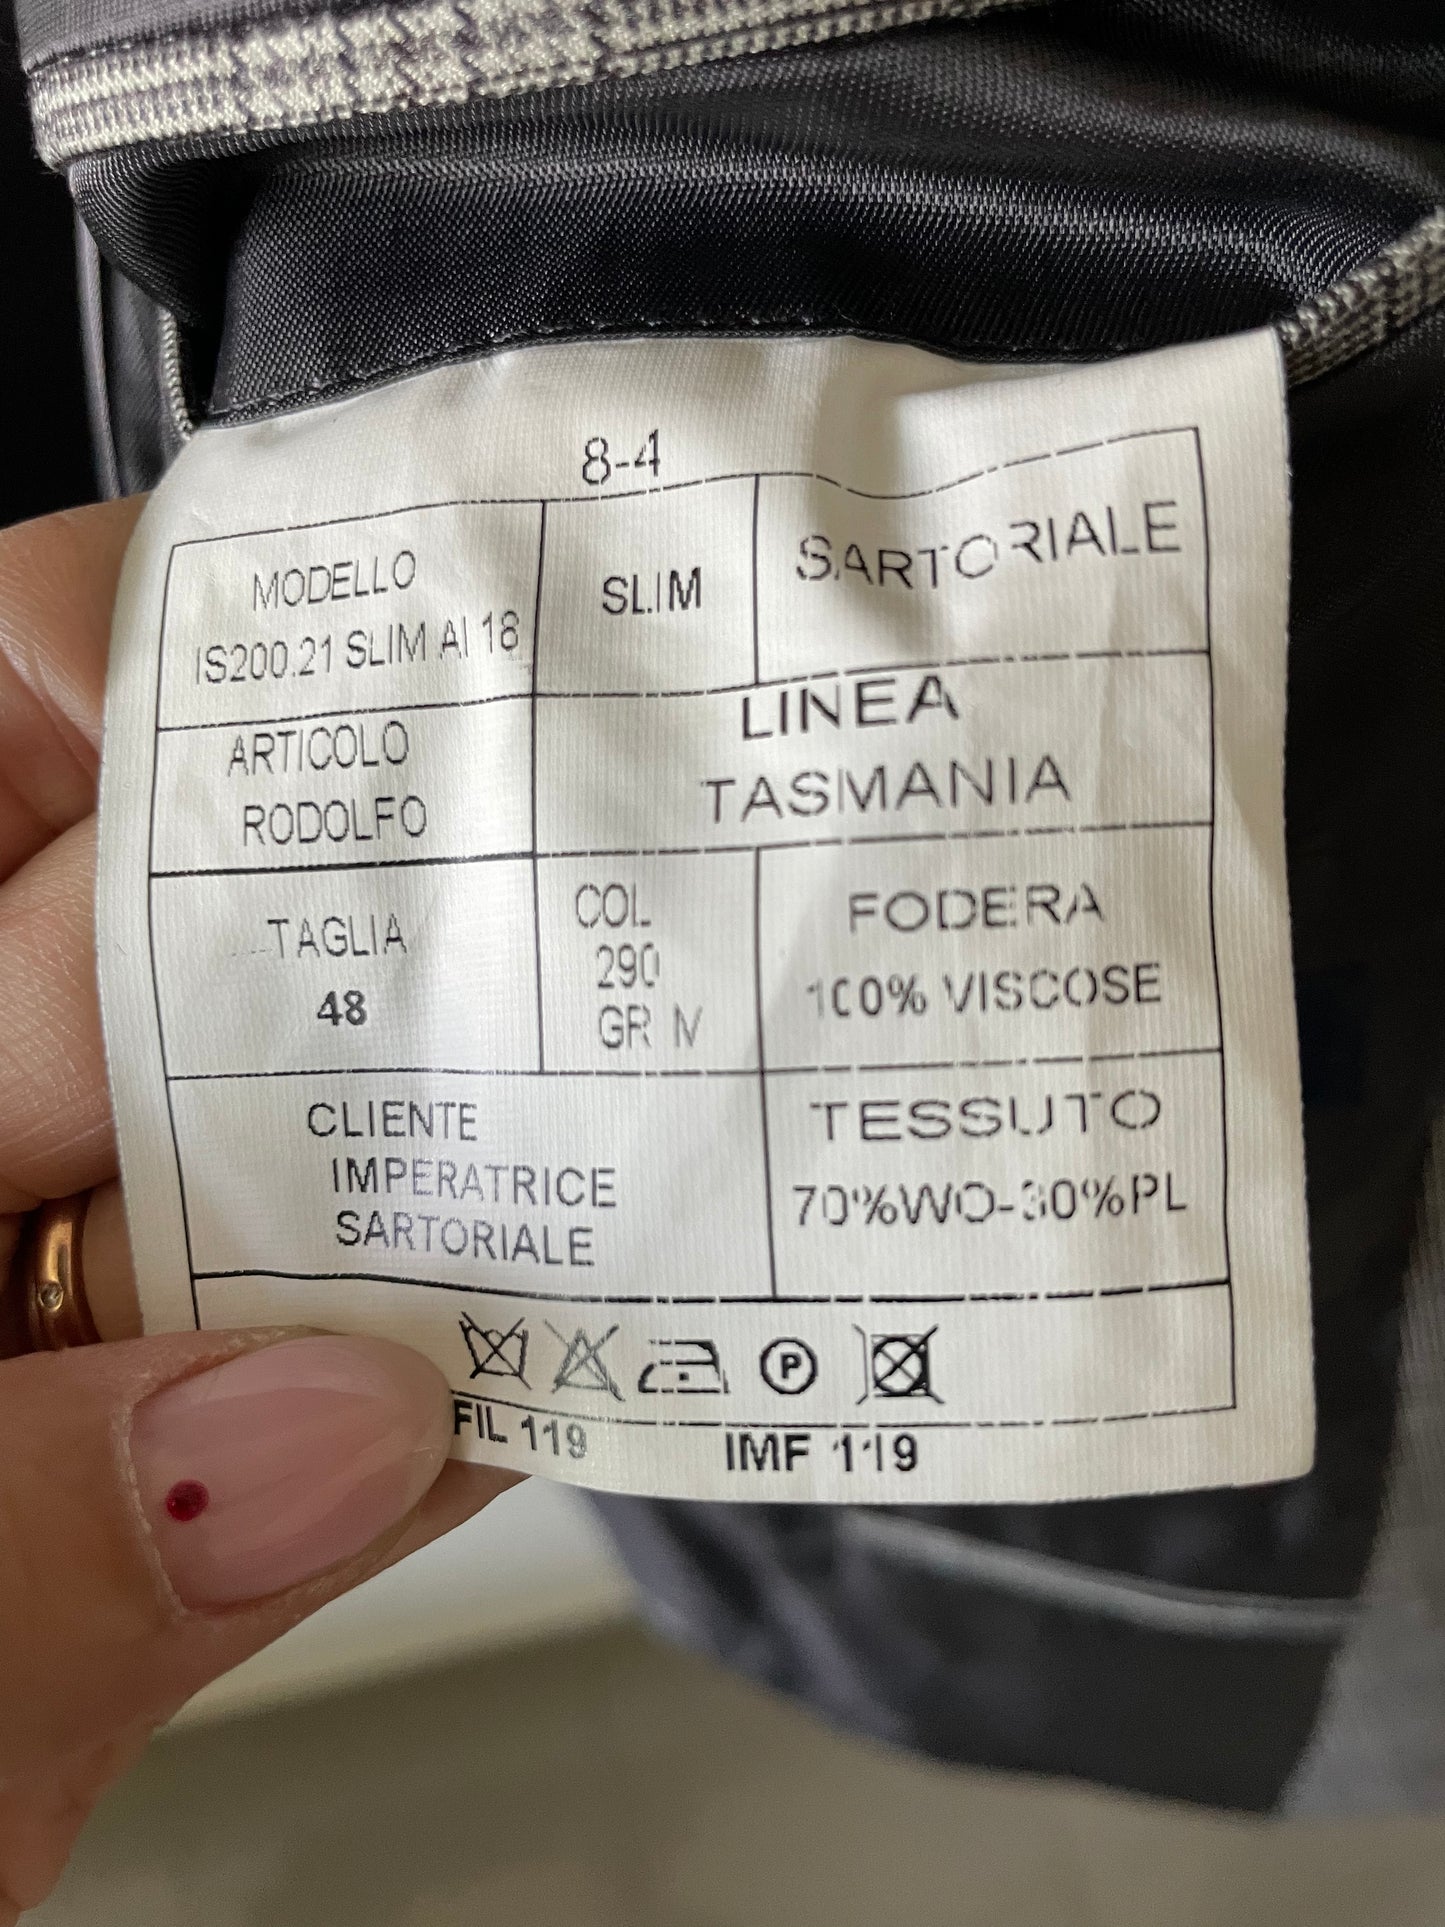 8-4
MODELLO
IS200.21 SLIM AI 18
SLIM
SARTORIALE
ARTICOLO
RODOLFO
LINEA
TASMANIA
TAGLIA
48
COL
290
GR M
FODERA
100% VISCOSE
CLIENTE
IMPERATRICE
SARTORIALE
TESSUTO
70%WO-30%PL
P
FIL 119
IMF 119